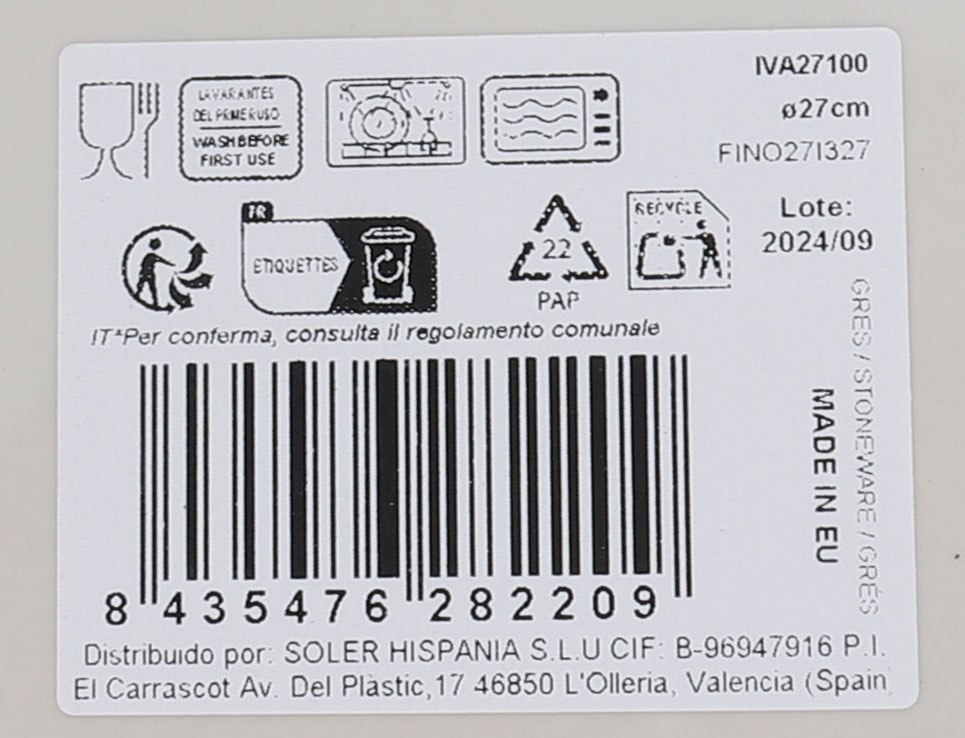 LAVAR ANTES
DEL PRIMER USO
WASH BEFORE
FIRST USE
IVA27100
ø27cm
FINO271327
FR
ETIQUETTES
22
PAP
RECYCLE
Lote:
2024/09
IT*Per conferma, consulta il regolamento comunale
GRES / STONEWARE / GRÉS
MADE IN EU
8 435476 282209
Distribuido por: SOLER HISPANIA S.L.U CIF: B-96947916 P.I.
El Carrascot Av. Del Plàstic,17 46850 L'Olleria, Valencia (Spain